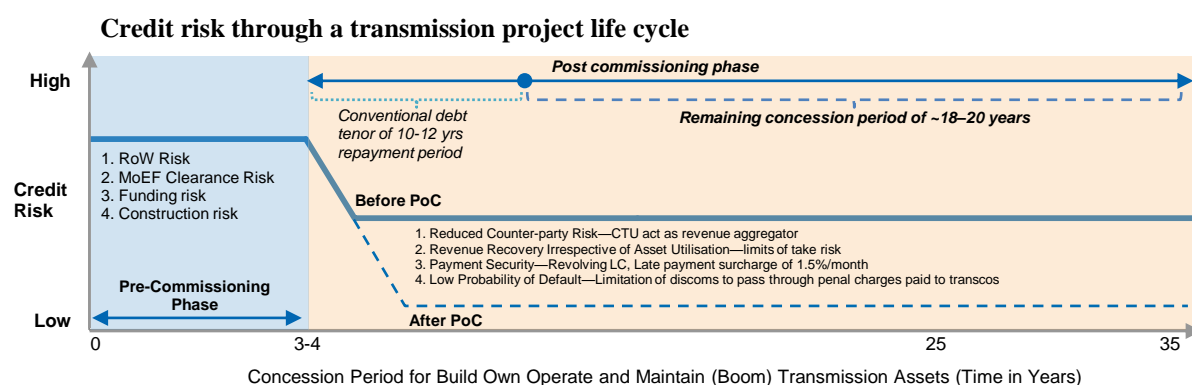 Credit risk through a transmission project life cycle
High
Post commissioning phase
Conventional debt
tenor of 10-12 yrs
repayment period
Remaining concession period of ~18–20 years
1. RoW Risk
2. MoEF Clearance Risk
3. Funding risk
4. Construction risk
Credit
Risk
Before PoC
1. Reduced Counter-party Risk—CTU act as revenue aggregator
2. Revenue Recovery Irrespective of Asset Utilisation—limits of take risk
3. Payment Security—Revolving LC, Late payment surcharge of 1.5%/month
4. Low Probability of Default—Limitation of discoms to pass through penal charges paid to transcos
Pre-Commissioning
Phase
Low
After PoC
0
3-4
25
35
Concession Period for Build Own Operate and Maintain (Boom) Transmission Assets (Time in Years)